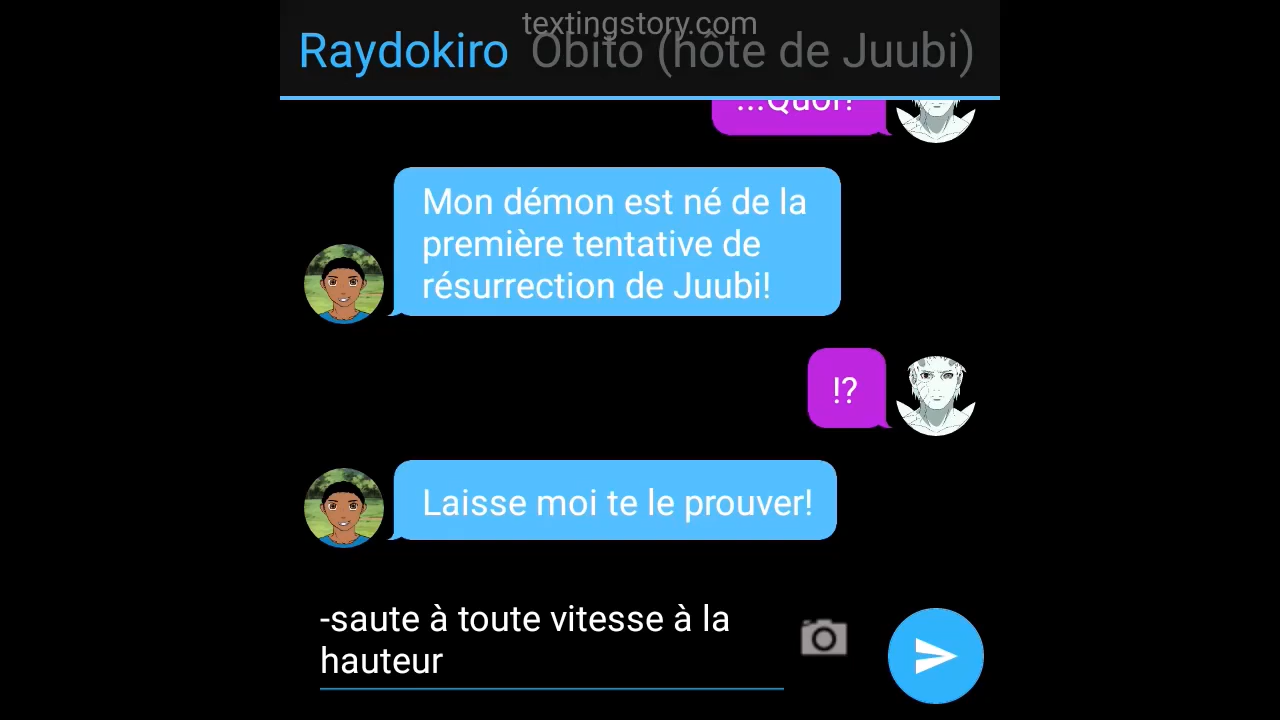 textingstory.com
Raydokiro Obito (hôte de Juubi)
...Quoi!
Mon démon est né de la
première tentative de
résurrection de Juubi!
!?
Laisse moi te le prouver!
-saute à toute vitesse à la
hauteur